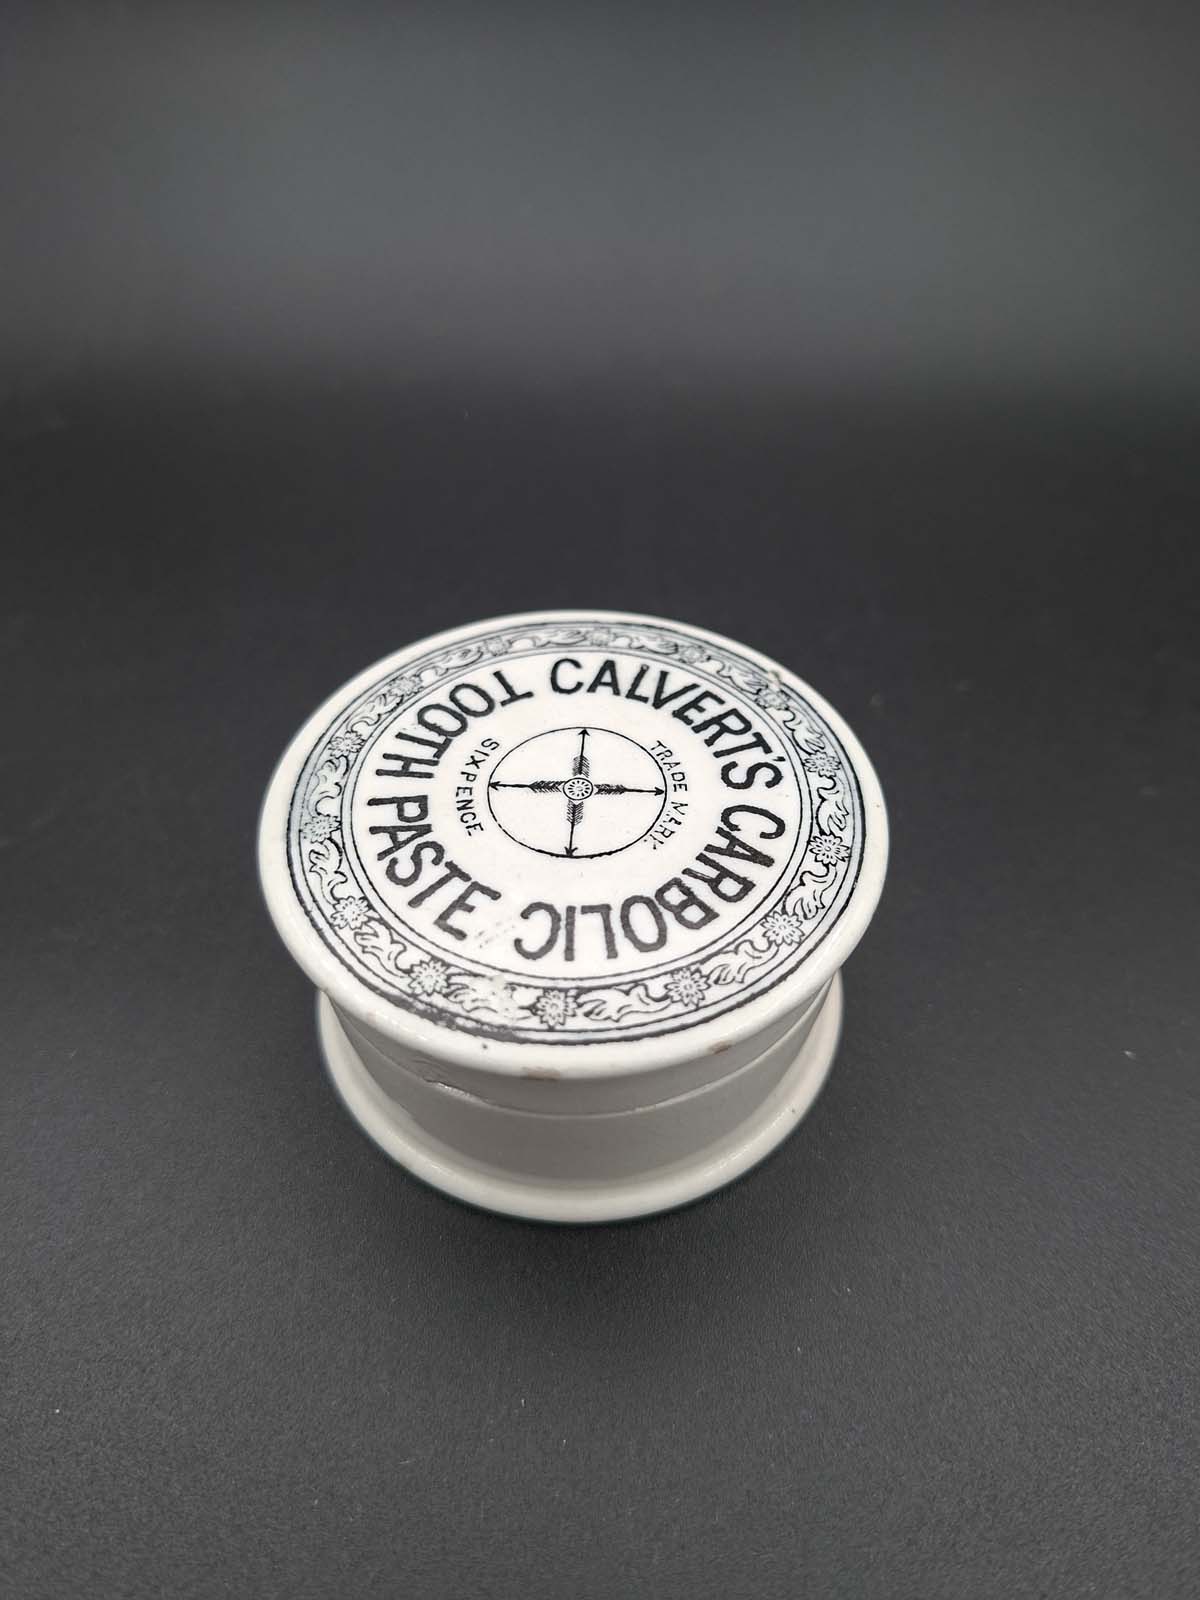 CALVERT'S CARBOLIC TOOTH PASTE
TRADE MARK
SIXPENCE